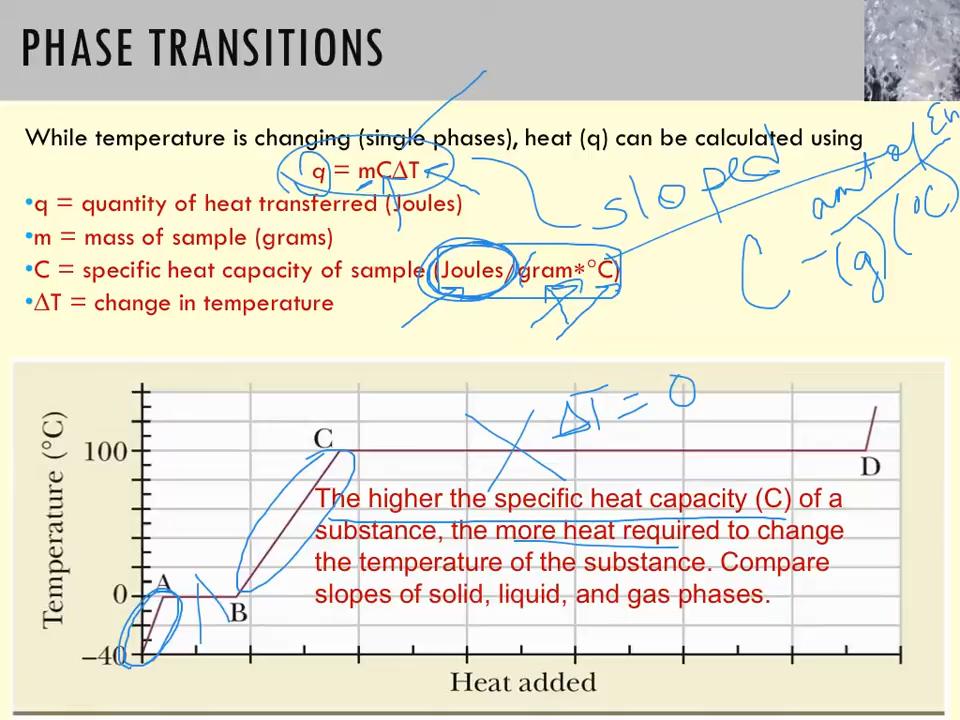 PHASE TRANSITIONS
While temperature is changing (single phases), heat (q) can be calculated using
q = mCΔT
•q = quantity of heat transferred (Joules)
•m = mass of sample (grams)
•C = specific heat capacity of sample (Joules/gram*°C)
•ΔT = change in temperature
sloped
C = amt of En
(g) (°C)
ΔT = 0
Temperature (°C)
100
0
–40
A
B
C
D
The higher the specific heat capacity (C) of a
substance, the more heat required to change
the temperature of the substance. Compare
slopes of solid, liquid, and gas phases.
Heat added